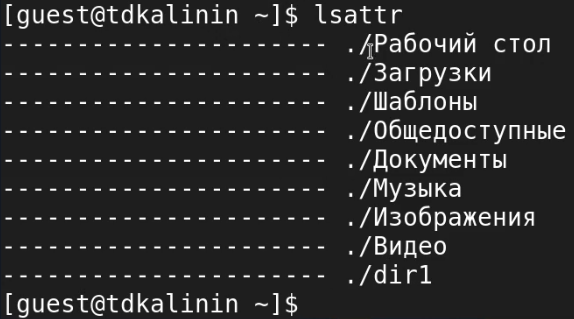 [guest@tdkalinin ~]$ lsattr
---------------------- ./Рабочий стол
---------------------- ./Загрузки
---------------------- ./Шаблоны
---------------------- ./Общедоступные
---------------------- ./Документы
---------------------- ./Музыка
---------------------- ./Изображения
---------------------- ./Видео
---------------------- ./dir1
[guest@tdkalinin ~]$